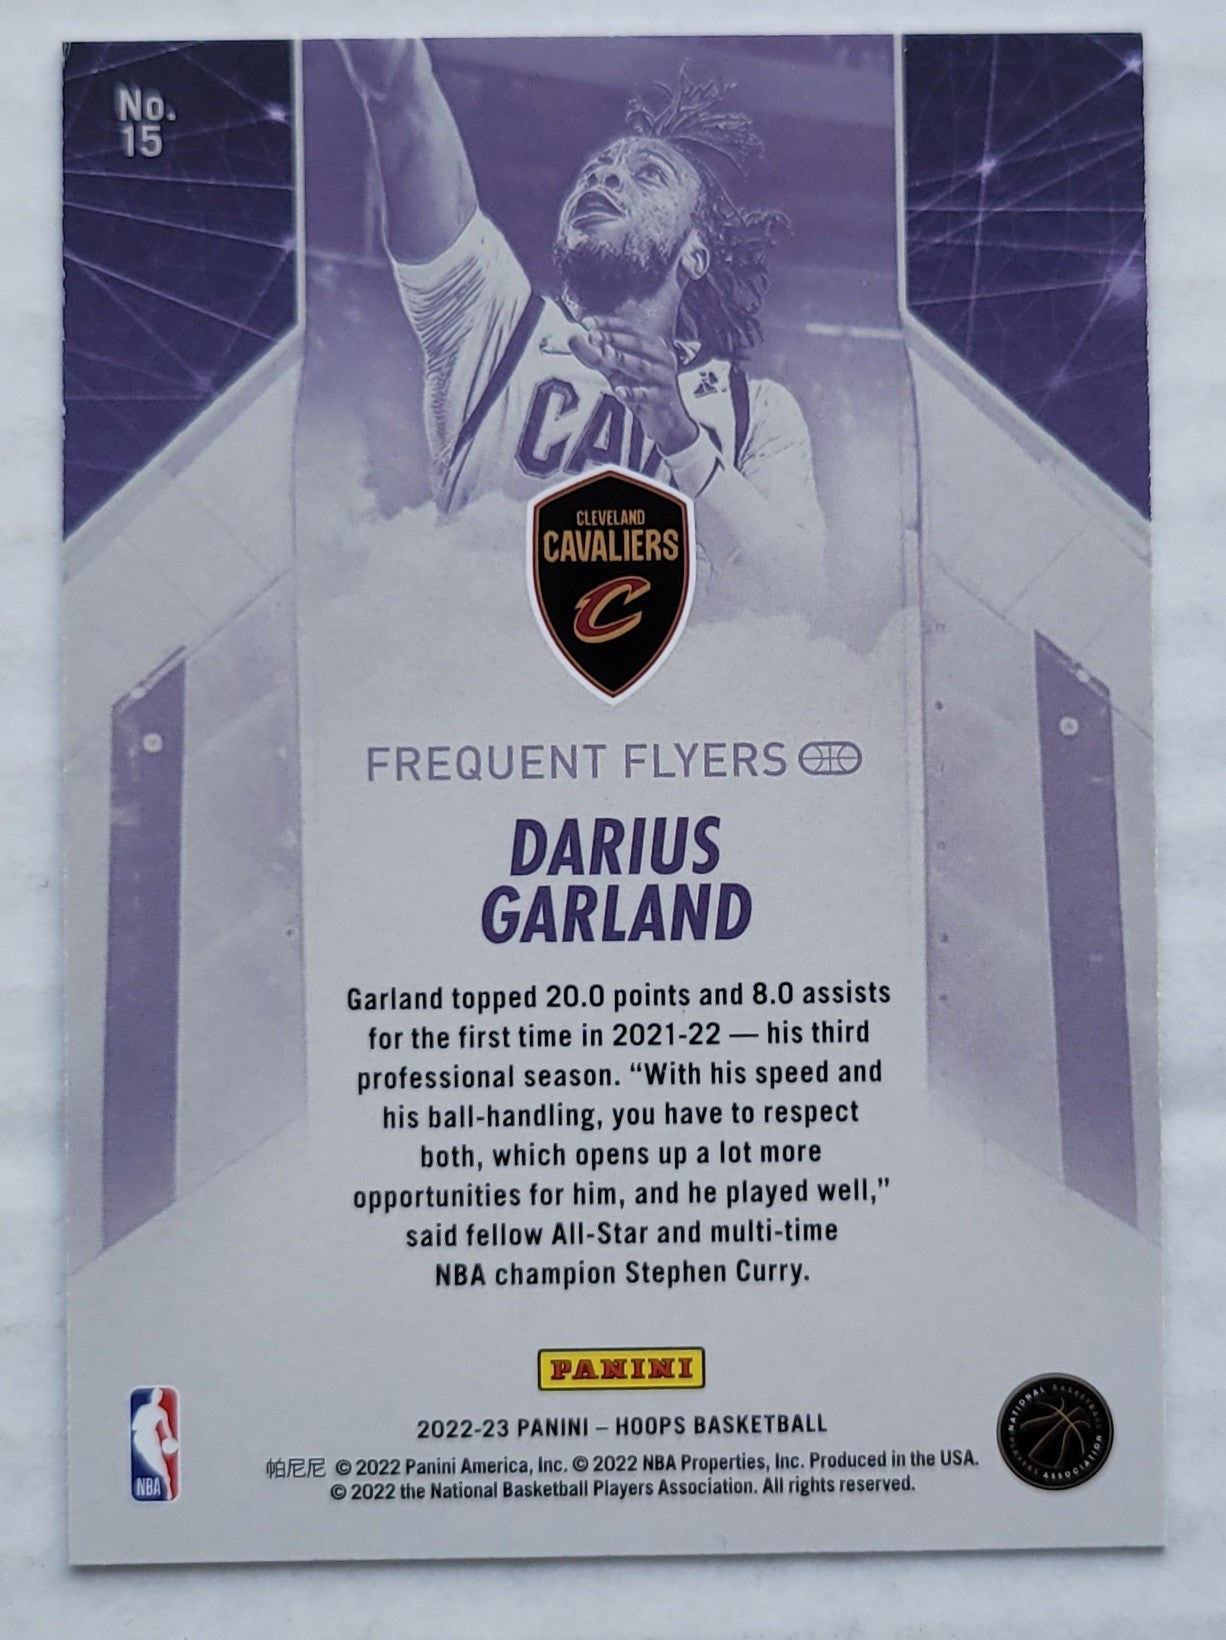 No.
15
CAV
CLEVELAND
CAVALIERS
C
FREQUENT FLYERS
DARIUS
GARLAND
Garland topped 20.0 points and 8.0 assists
for the first time in 2021-22 — his third
professional season. “With his speed and
his ball-handling, you have to respect
both, which opens up a lot more
opportunities for him, and he played well,”
said fellow All-Star and multi-time
NBA champion Stephen Curry.
PANINI
2022-23 PANINI – HOOPS BASKETBALL
帕尼尼 © 2022 Panini America, Inc. © 2022 NBA Properties, Inc. Produced in the USA.
© 2022 the National Basketball Players Association. All rights reserved.
NBA
NATIONAL BASKETBALL
PLAYERS ASSOCIATION